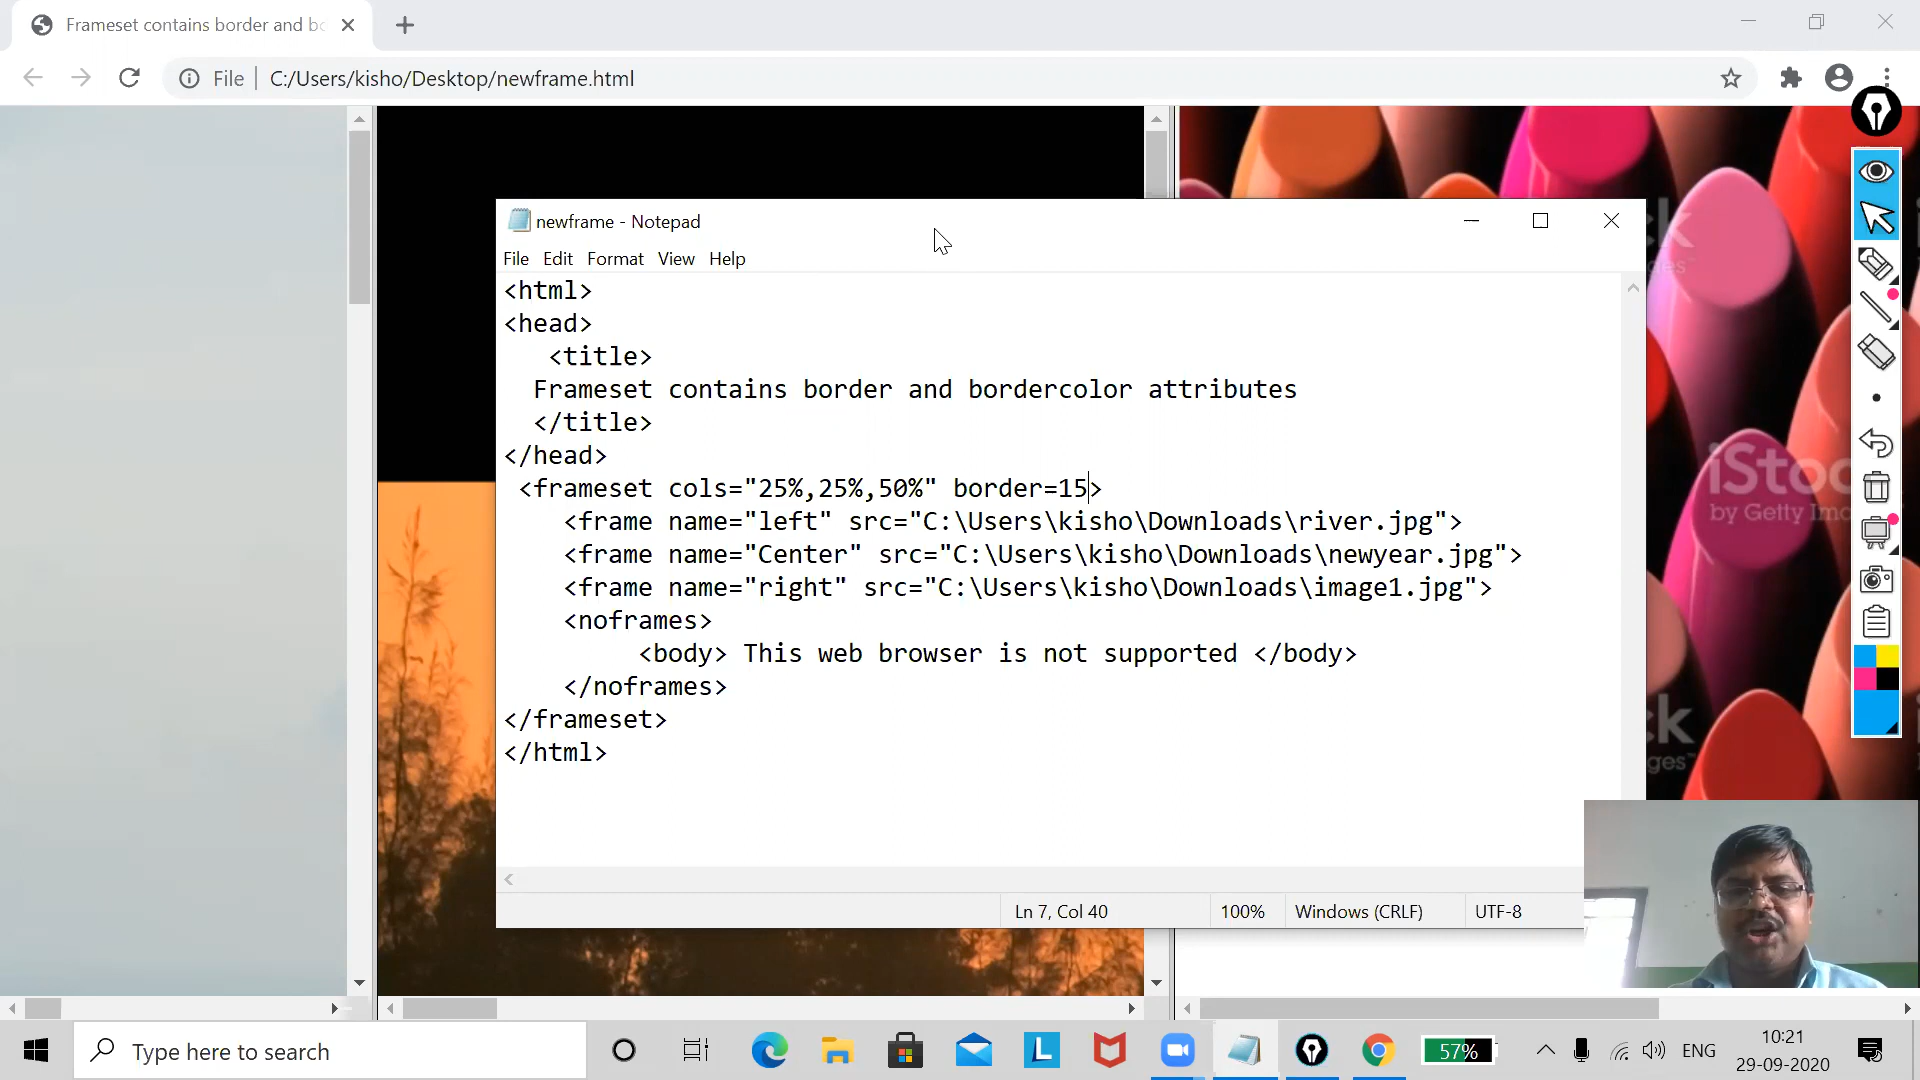 Frameset contains border and bo
File
C:/Users/kisho/Desktop/newframe.html
newframe - Notepad
File Edit Format View Help
<html>
<head>
<title>
Frameset contains border and bordercolor attributes
</title>
</head>
<frameset cols="25%,25%,50%" border=15>
<frame name="left" src="C:\Users\kisho\Downloads\river.jpg">
<frame name="Center" src="C:\Users\kisho\Downloads\newyear.jpg">
<frame name="right" src="C:\Users\kisho\Downloads\image1.jpg">
<noframes>
<body> This web browser is not supported </body>
</noframes>
</frameset>
</html>
iStoc
by Getty Ima
Ln 7, Col 40
100%
Windows (CRLF)
UTF-8
Type here to search
L
57%
ENG
10:21
29-09-2020